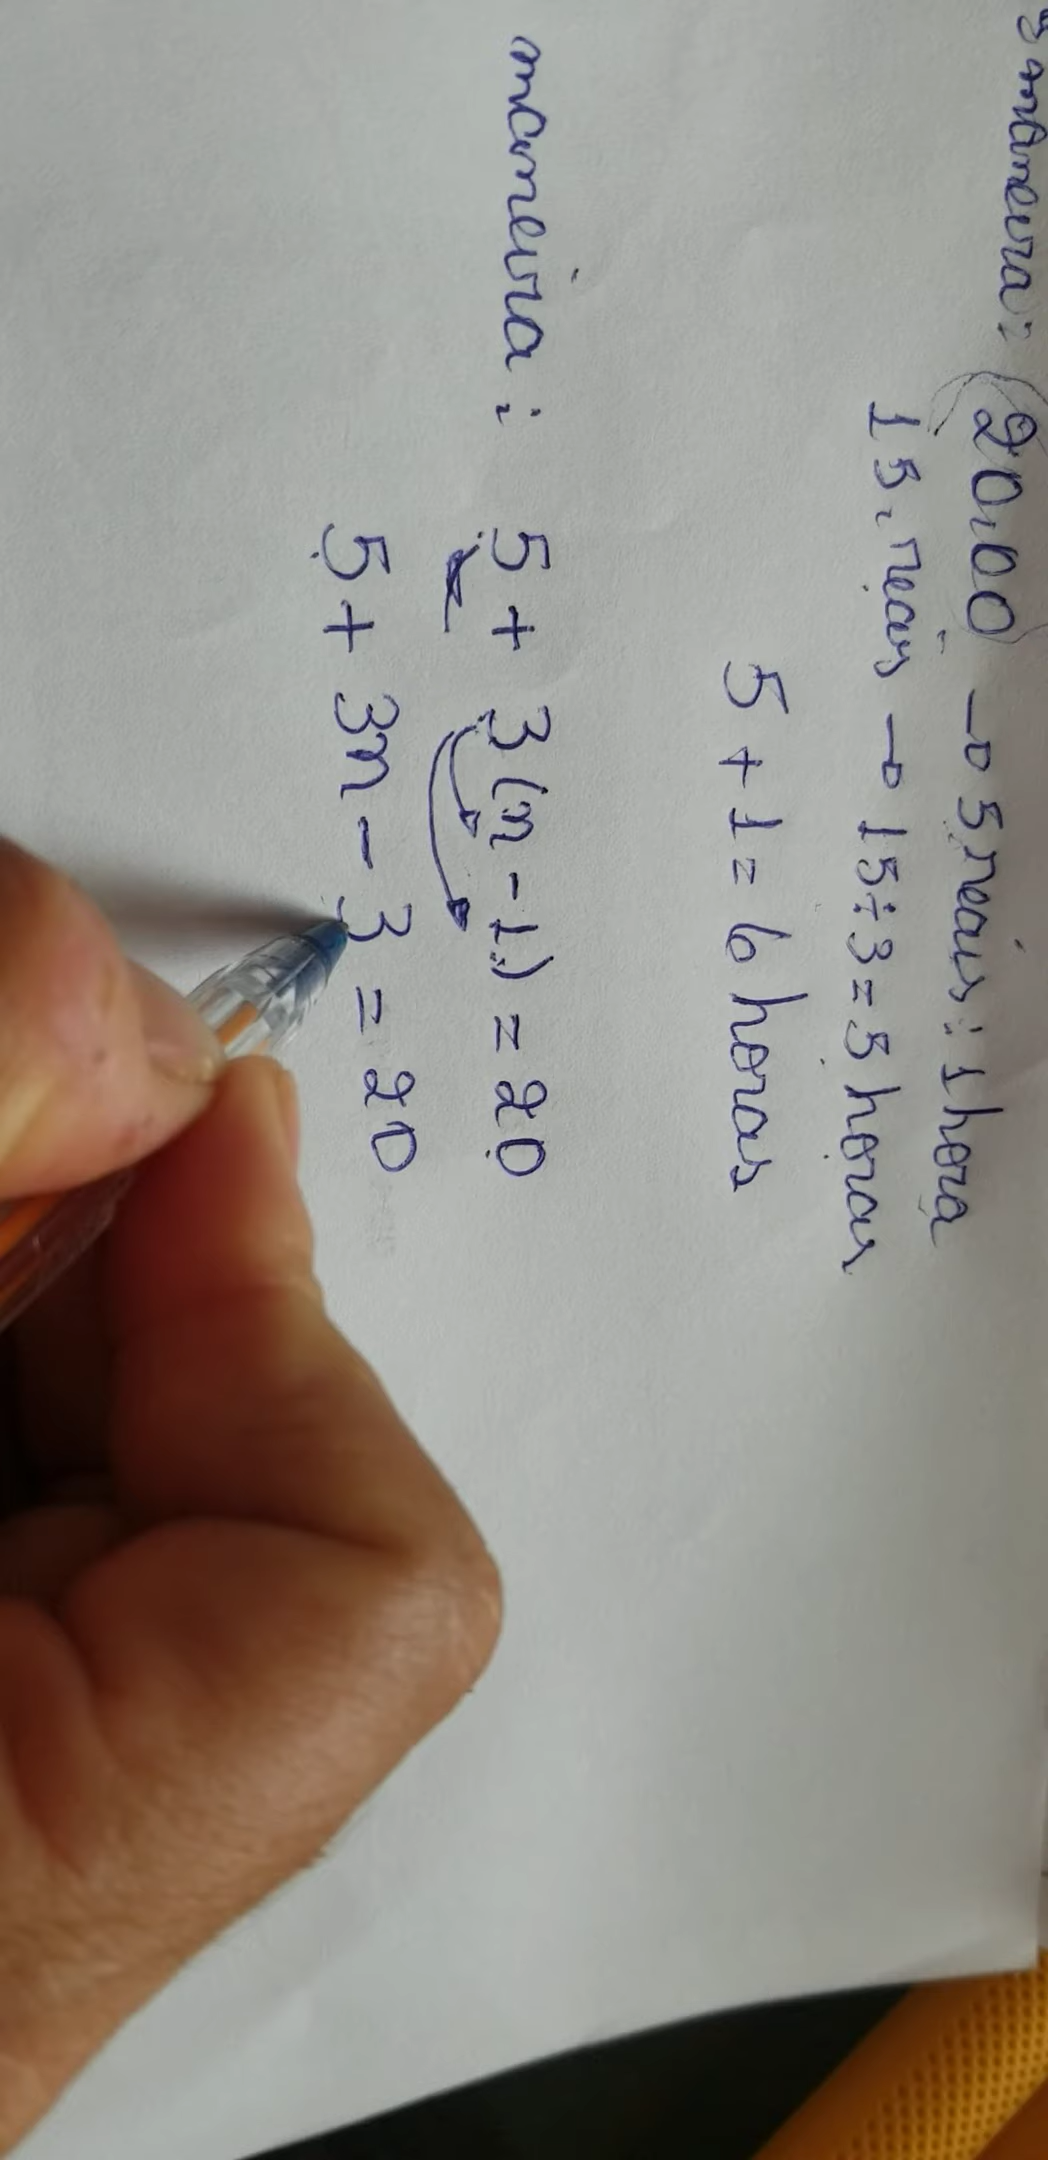 maneira: 20,00 → 5 reais: 1 hora
15, reais → 15÷3 = 5 horas
5 + 1 = 6 horas
maneira: 5 + 3(n - 1) = 20
5 + 3n - 3 = 20